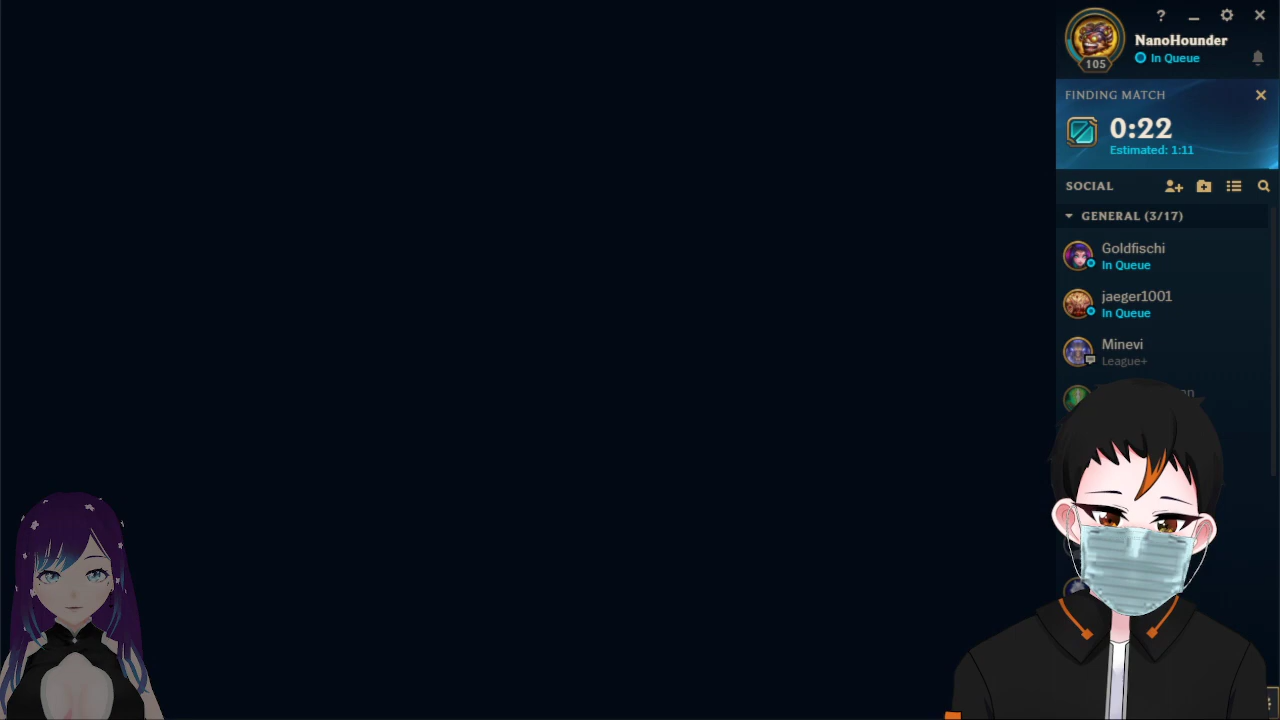 NanoHounder
105
In Queue
FINDING MATCH
0:22
Estimated: 1:11
SOCIAL
GENERAL (3/17)
Goldfischi
In Queue
jaeger1001
In Queue
Minevi
League+